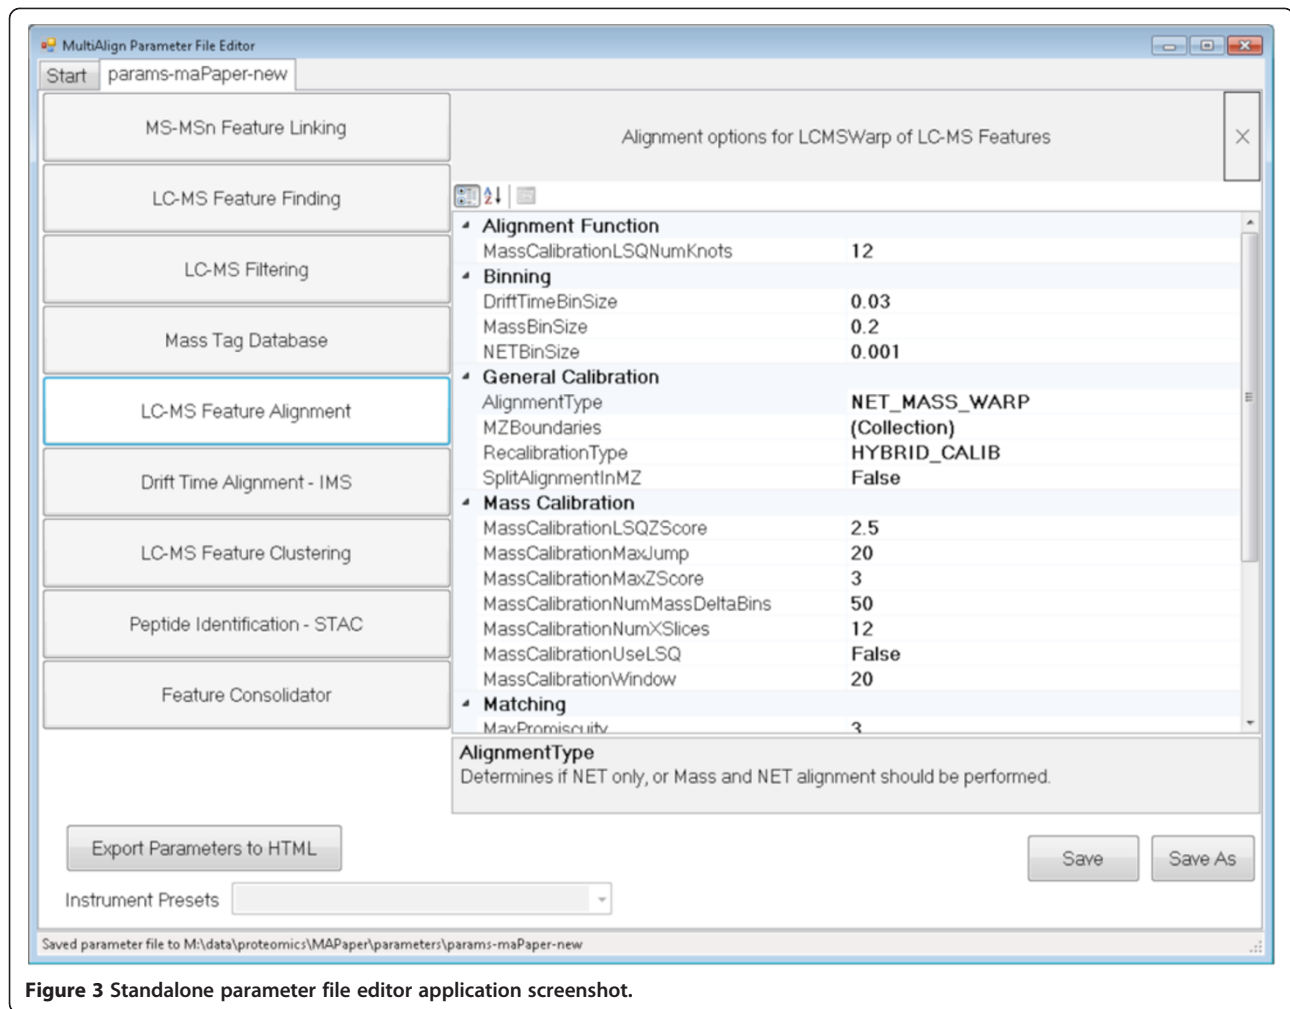 MultiAlign Parameter File Editor
Start params-maPaper-new
MS-MSn Feature Linking
LC-MS Feature Finding
LC-MS Filtering
Mass Tag Database
LC-MS Feature Alignment
Drift Time Alignment - IMS
LC-MS Feature Clustering
Peptide Identification - STAC
Feature Consolidator
Alignment options for LCMSWarp of LC-MS Features
Alignment Function
MassCalibrationLSQNumKnots 12
Binning
DriftTimeBinSize 0.03
MassBinSize 0.2
NETBinSize 0.001
General Calibration
AlignmentType NET_MASS_WARP
MZBoundaries (Collection)
RecalibrationType HYBRID_CALIB
SplitAlignmentInMZ False
Mass Calibration
MassCalibrationLSQZScore 2.5
MassCalibrationMaxJump 20
MassCalibrationMaxZScore 3
MassCalibrationNumMassDeltaBins 50
MassCalibrationNumXSlices 12
MassCalibrationUseLSQ False
MassCalibrationWindow 20
Matching
MaxPromiscuity 3
AlignmentType
Determines if NET only, or Mass and NET alignment should be performed.
Export Parameters to HTML
Save Save As
Instrument Presets
Saved parameter file to M:\data\proteomics\MAPaper\parameters\params-maPaper-new
Figure 3 Standalone parameter file editor application screenshot.